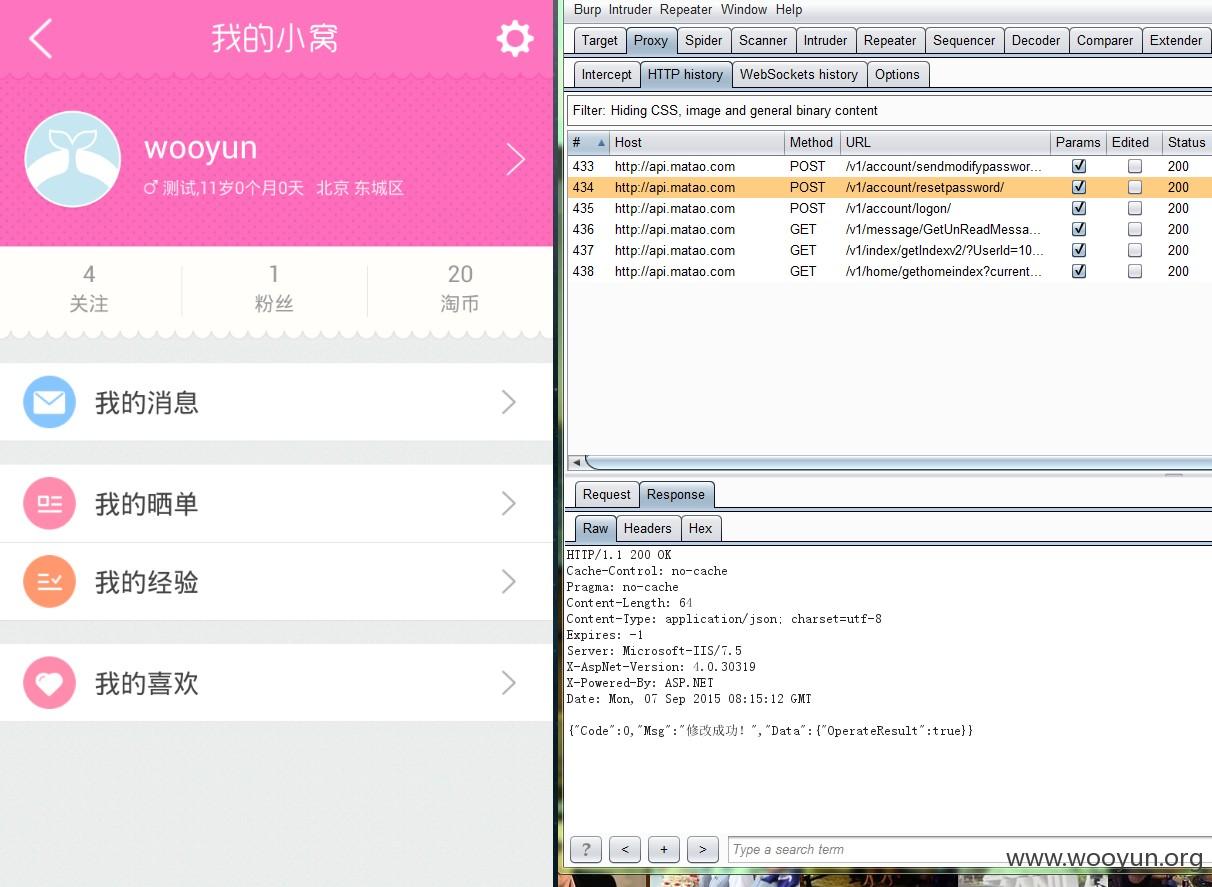 我的小窝
wooyun
♂ 测试,11岁0个月0天 北京 东城区
4
关注
1
粉丝
20
淘币
我的消息
我的晒单
我的经验
我的喜欢
Burp Intruder Repeater Window Help
Target Proxy Spider Scanner Intruder Repeater Sequencer Decoder Comparer Extender
Intercept HTTP history WebSockets history Options
Filter: Hiding CSS, image and general binary content
# Host Method URL Params Edited Status
433 http://api.matao.com POST /v1/account/sendmodifypasswor... 200
434 http://api.matao.com POST /v1/account/resetpassword/ 200
435 http://api.matao.com POST /v1/account/logon/ 200
436 http://api.matao.com GET /v1/message/GetUnReadMessa... 200
437 http://api.matao.com GET /v1/index/getIndexv2/?UserId=10... 200
438 http://api.matao.com GET /v1/home/gethomeindex?current... 200
Request Response
Raw Headers Hex
HTTP/1.1 200 OK
Cache-Control: no-cache
Pragma: no-cache
Content-Length: 64
Content-Type: application/json; charset=utf-8
Expires: -1
Server: Microsoft-IIS/7.5
X-AspNet-Version: 4.0.30319
X-Powered-By: ASP.NET
Date: Mon, 07 Sep 2015 08:15:12 GMT
{"Code":0,"Msg":"修改成功！","Data":{"OperateResult":true}}
? < + > Type a search term
www.wooyun.org